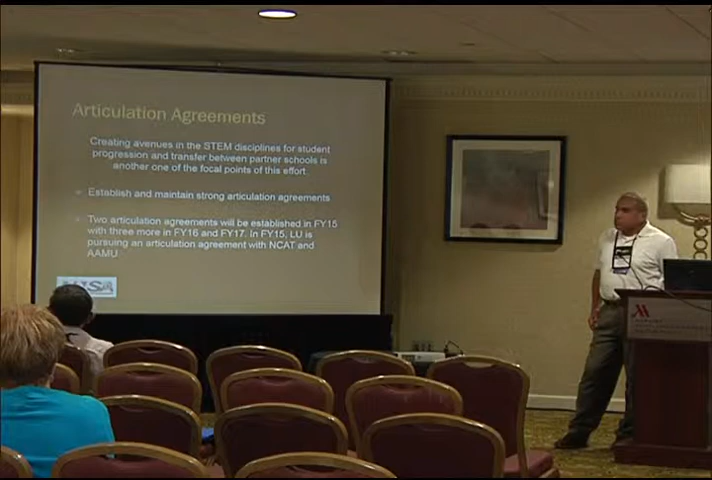 Articulation Agreements
Creating avenues in the STEM disciplines for student
progression and transfer between partner schools is
another one of the focal points of this effort.
Establish and maintain strong articulation agreements
Two articulation agreements will be established in FY15
with three more in FY16 and FY17. In FY15, LU is
pursuing an articulation agreement with NCAT and
AAMU